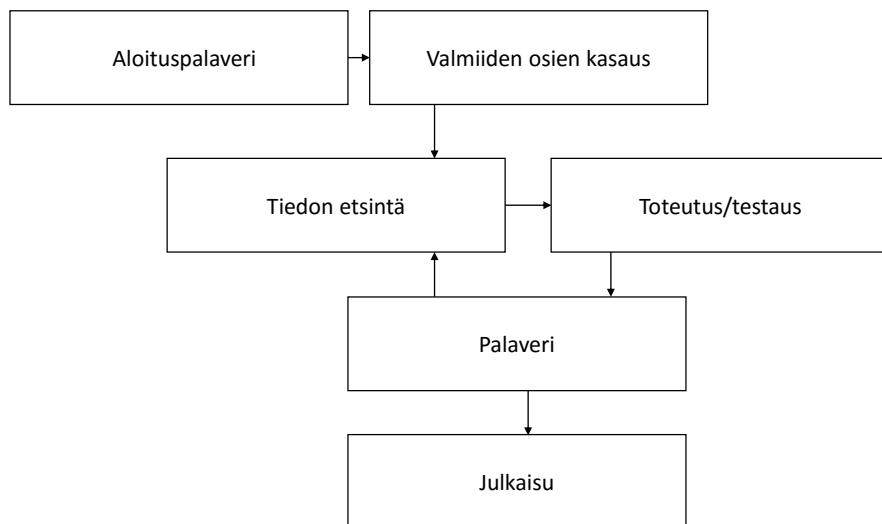 Aloituspalaveri
Valmiiden osien kasaus
Tiedon etsintä
Toteutus/testaus
Palaveri
Julkaisu